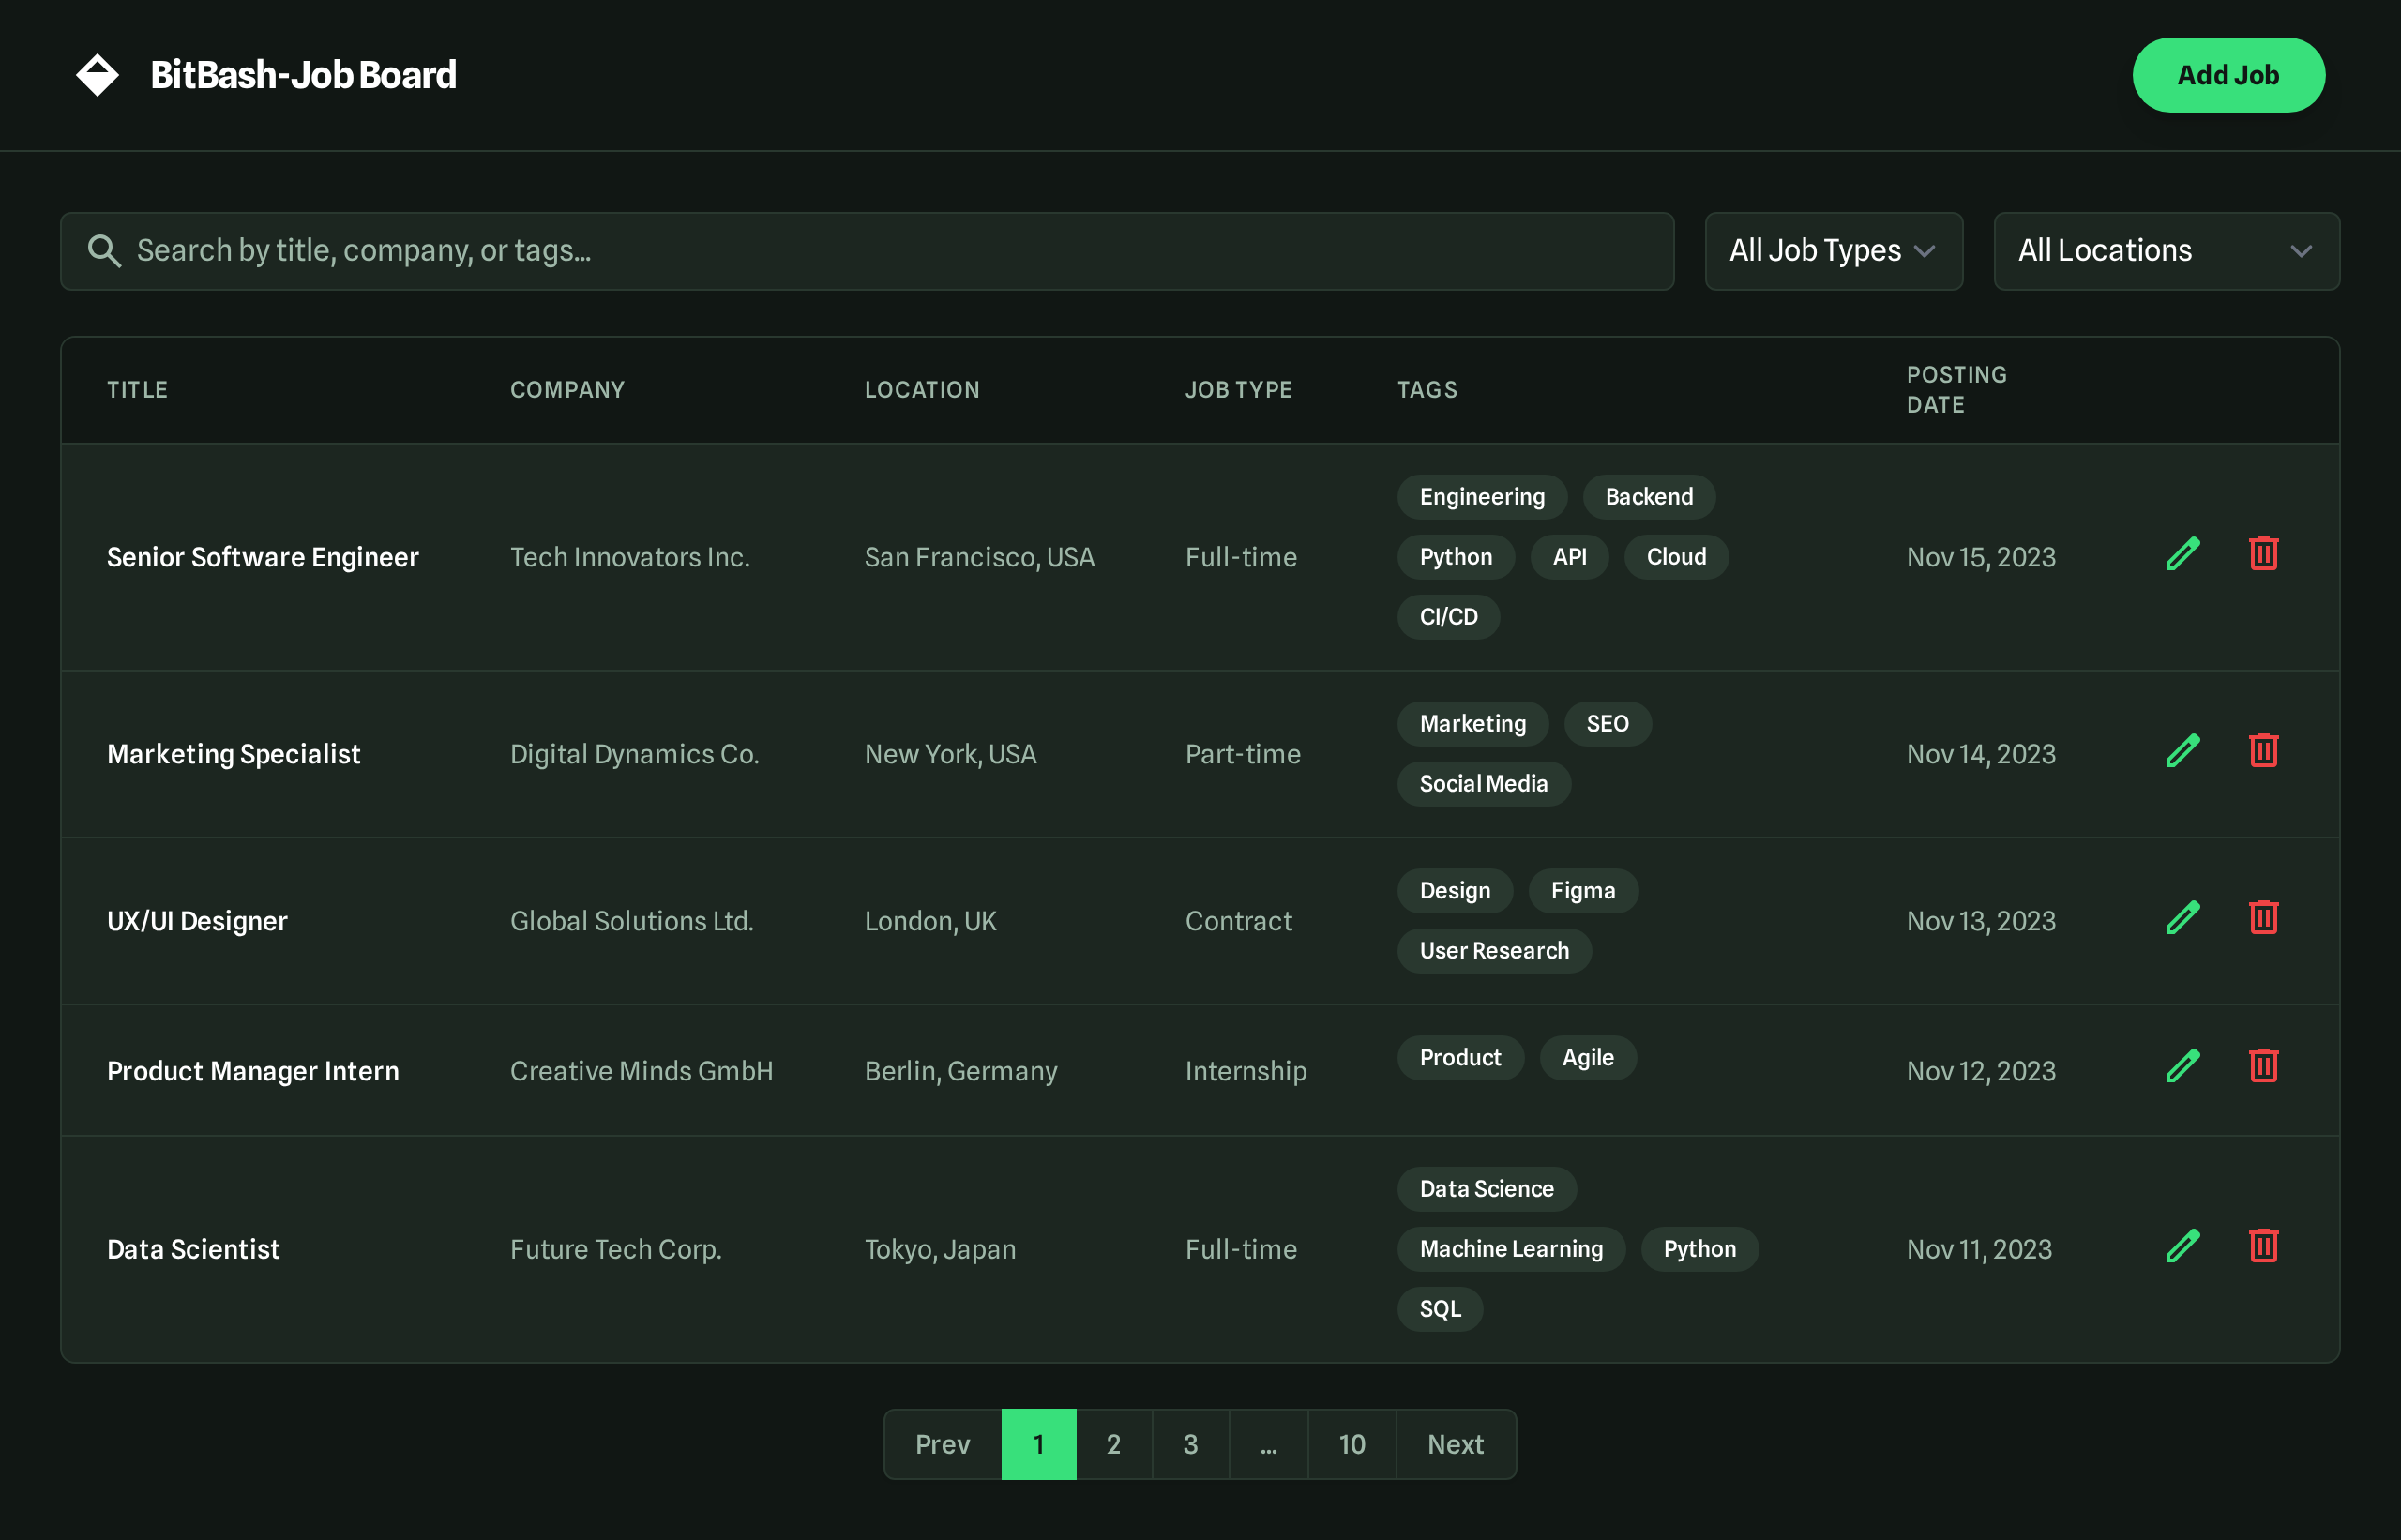 BitBash-Job Board
Add Job
Search by title, company, or tags...
All Job Types
All Locations
TITLE COMPANY LOCATION JOB TYPE TAGS POSTING DATE
Senior Software Engineer Tech Innovators Inc. San Francisco, USA Full-time Engineering Backend Python API Cloud CI/CD Nov 15, 2023
Marketing Specialist Digital Dynamics Co. New York, USA Part-time Marketing SEO Social Media Nov 14, 2023
UX/UI Designer Global Solutions Ltd. London, UK Contract Design Figma User Research Nov 13, 2023
Product Manager Intern Creative Minds GmbH Berlin, Germany Internship Product Agile Nov 12, 2023
Data Scientist Future Tech Corp. Tokyo, Japan Full-time Data Science Machine Learning Python SQL Nov 11, 2023
Prev 1 2 3 ... 10 Next